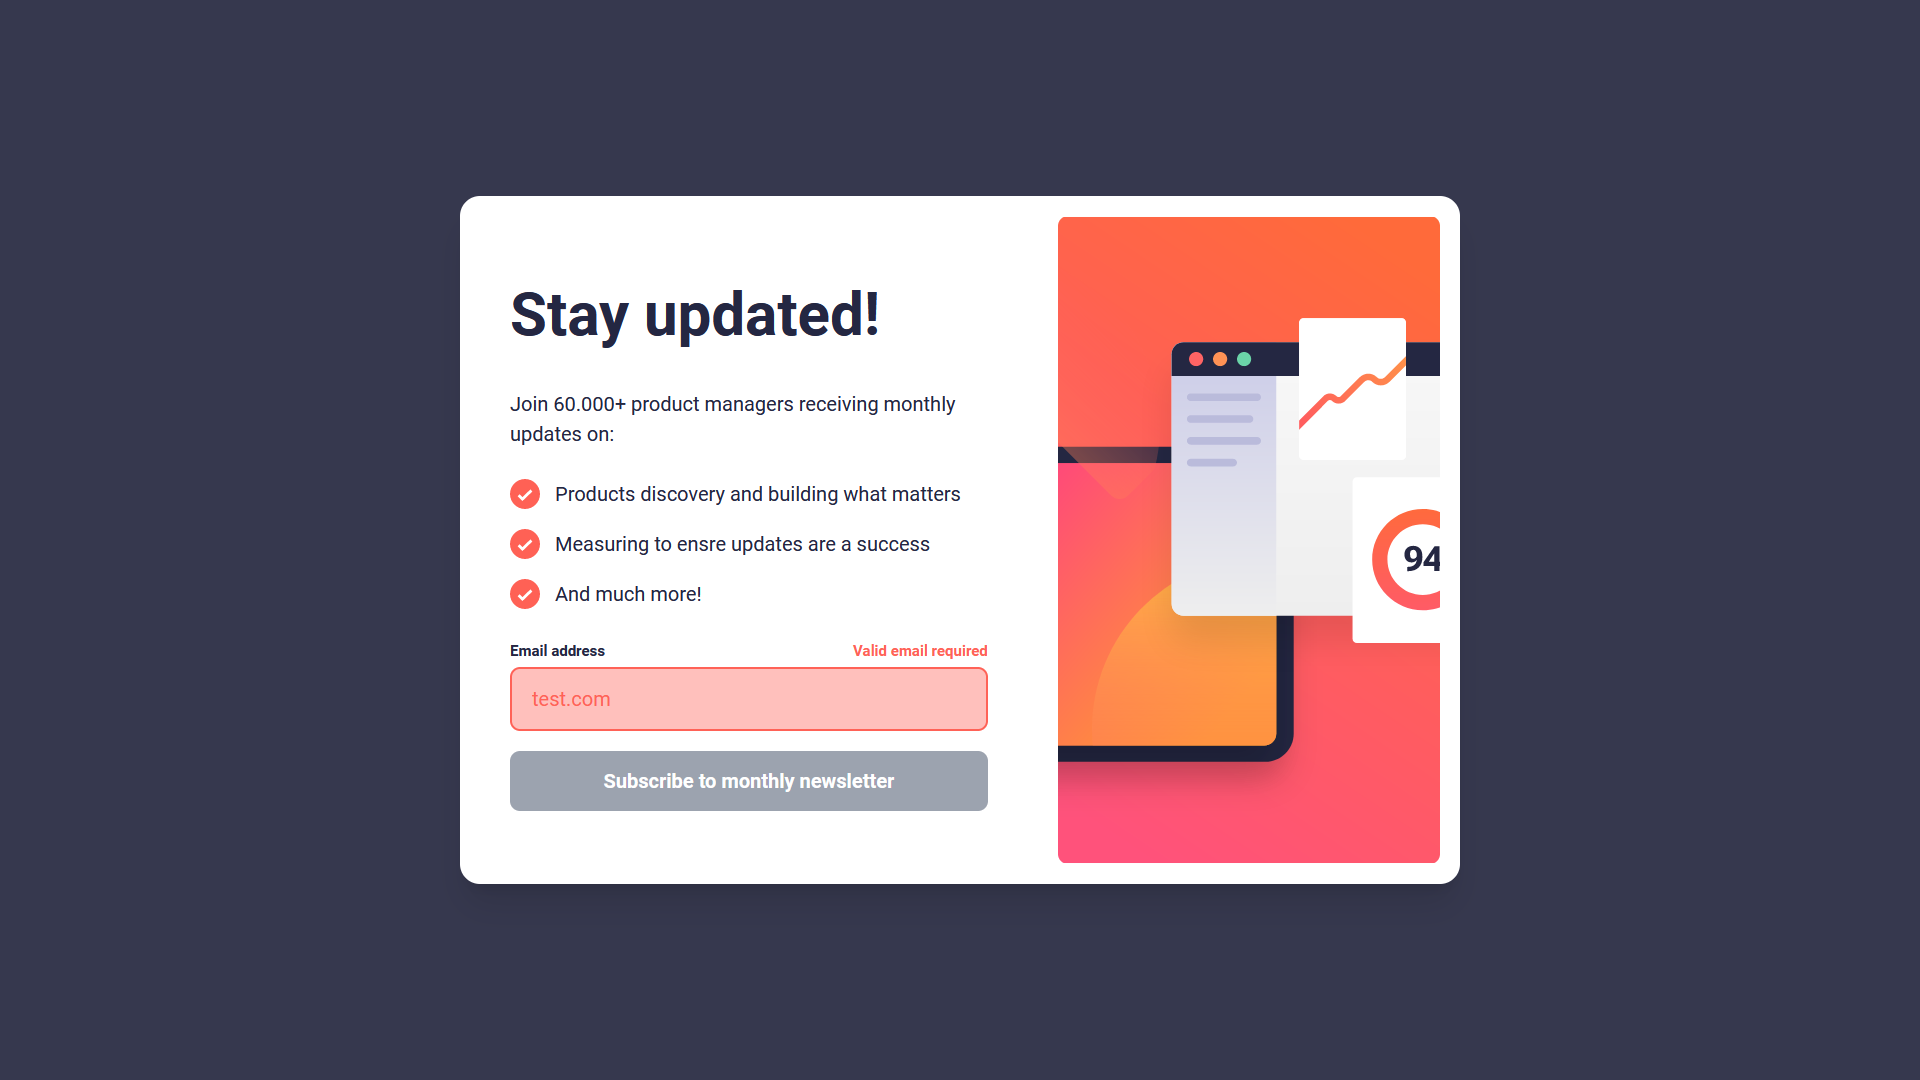 Stay updated!
Join 60.000+ product managers receiving monthly
updates on:
Products discovery and building what matters
Measuring to ensre updates are a success
And much more!
Email address
Valid email required
test.com
Subscribe to monthly newsletter
94